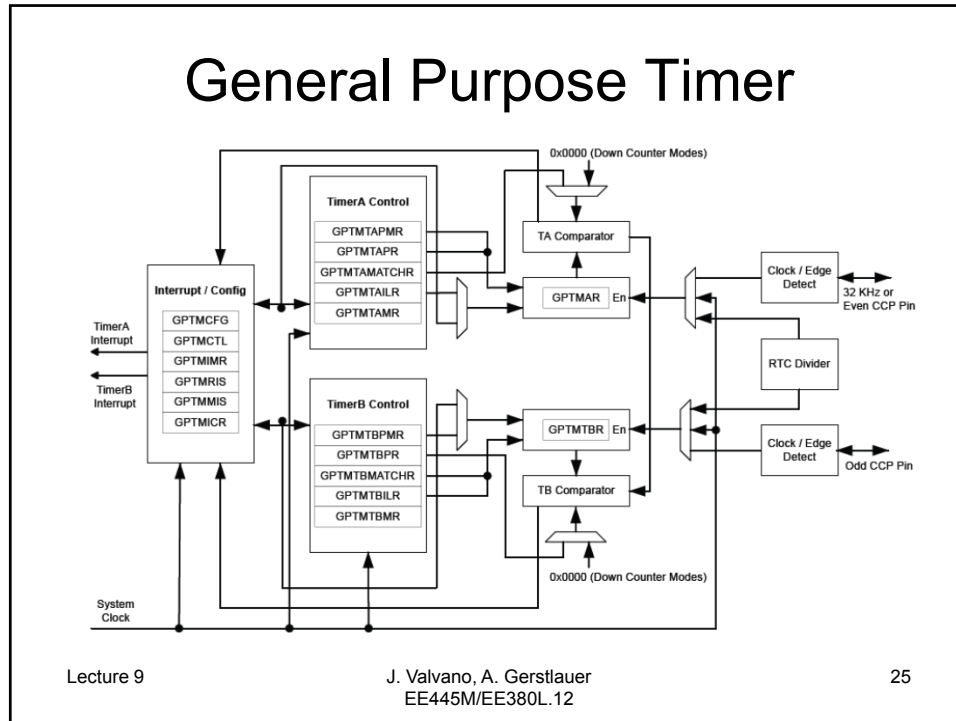 General Purpose Timer
0x0000 (Down Counter Modes)
TimerA Control
GPTMTAPMR
GPTMTAPR
GPTMTAMATCHR
GPTMTAILR
GPTMTAMR
TA Comparator
GPTMAR
En
Clock / Edge
Detect
32 KHz or
Even CCP Pin
Interrupt / Config
GPTMCFG
GPTMCTL
GPTMIMR
GPTMRIS
GPTMMIS
GPTMICR
TimerA
Interrupt
TimerB
Interrupt
RTC Divider
TimerB Control
GPTMTBPMR
GPTMTBPR
GPTMTBMATCHR
GPTMTBILR
GPTMTBMR
GPTMTBR
En
TB Comparator
Clock / Edge
Detect
Odd CCP Pin
0x0000 (Down Counter Modes)
System
Clock
Lecture 9
J. Valvano, A. Gerstlauer
EE445M/EE380L.12
25